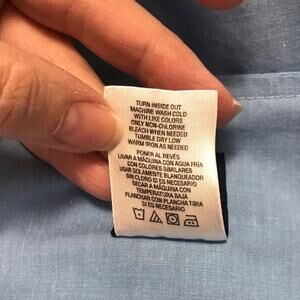 TURN INSIDE OUT
MACHINE WASH COLD
WITH LIKE COLORS
ONLY NON-CHLORINE
BLEACH WHEN NEEDED
TUMBLE DRY LOW
WARM IRON AS NEEDED
PONER AL REVÉS
LAVAR A MÁQUINA CON AGUA FRÍA
CON COLORES SIMILARES
USAR SOLAMENTE BLANQUEADOR
SIN CLORO SI ES NECESARIO
SECAR A MÁQUINA CON
TEMPERATURA BAJA
PLANCHAR CON PLANCHA TIBIA
SI ES NECESARIO